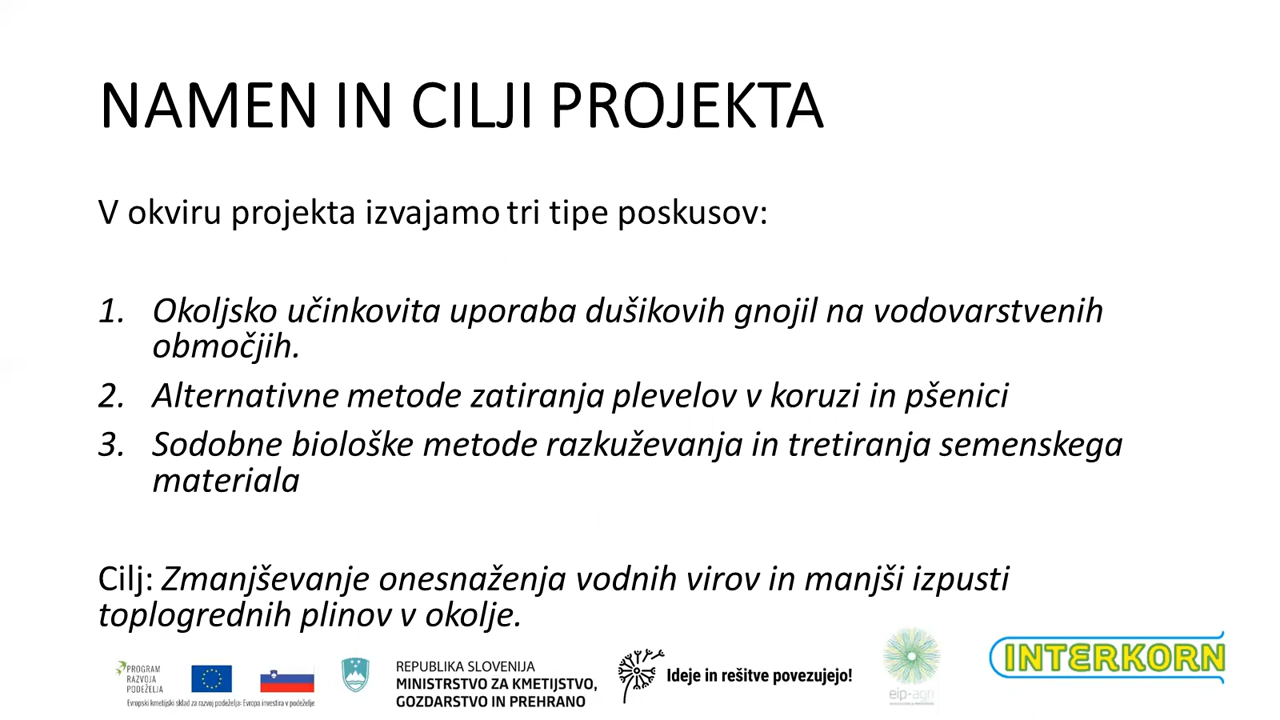 NAMEN IN CILJI PROJEKTA
V okviru projekta izvajamo tri tipe poskusov:
1. Okoljsko učinkovita uporaba dušikovih gnojil na vodovarstvenih
območjih.
2. Alternativne metode zatiranja plevelov v koruzi in pšenici
3. Sodobne biološke metode razkuževanja in tretiranja semenskega
materiala
Cilj: Zmanjševanje onesnaženja vodnih virov in manjši izpusti
toplogrednih plinov v okolje.
PROGRAM
RAZVOJA
PODEŽELJA
Evropski kmetijski sklad za razvoj podeželja: Evropa investira v podeželje
REPUBLIKA SLOVENIJA
MINISTRSTVO ZA KMETIJSTVO,
GOZDARSTVO IN PREHRANO
Ideje in rešitve povezujejo!
eip-agri
INTERKORN